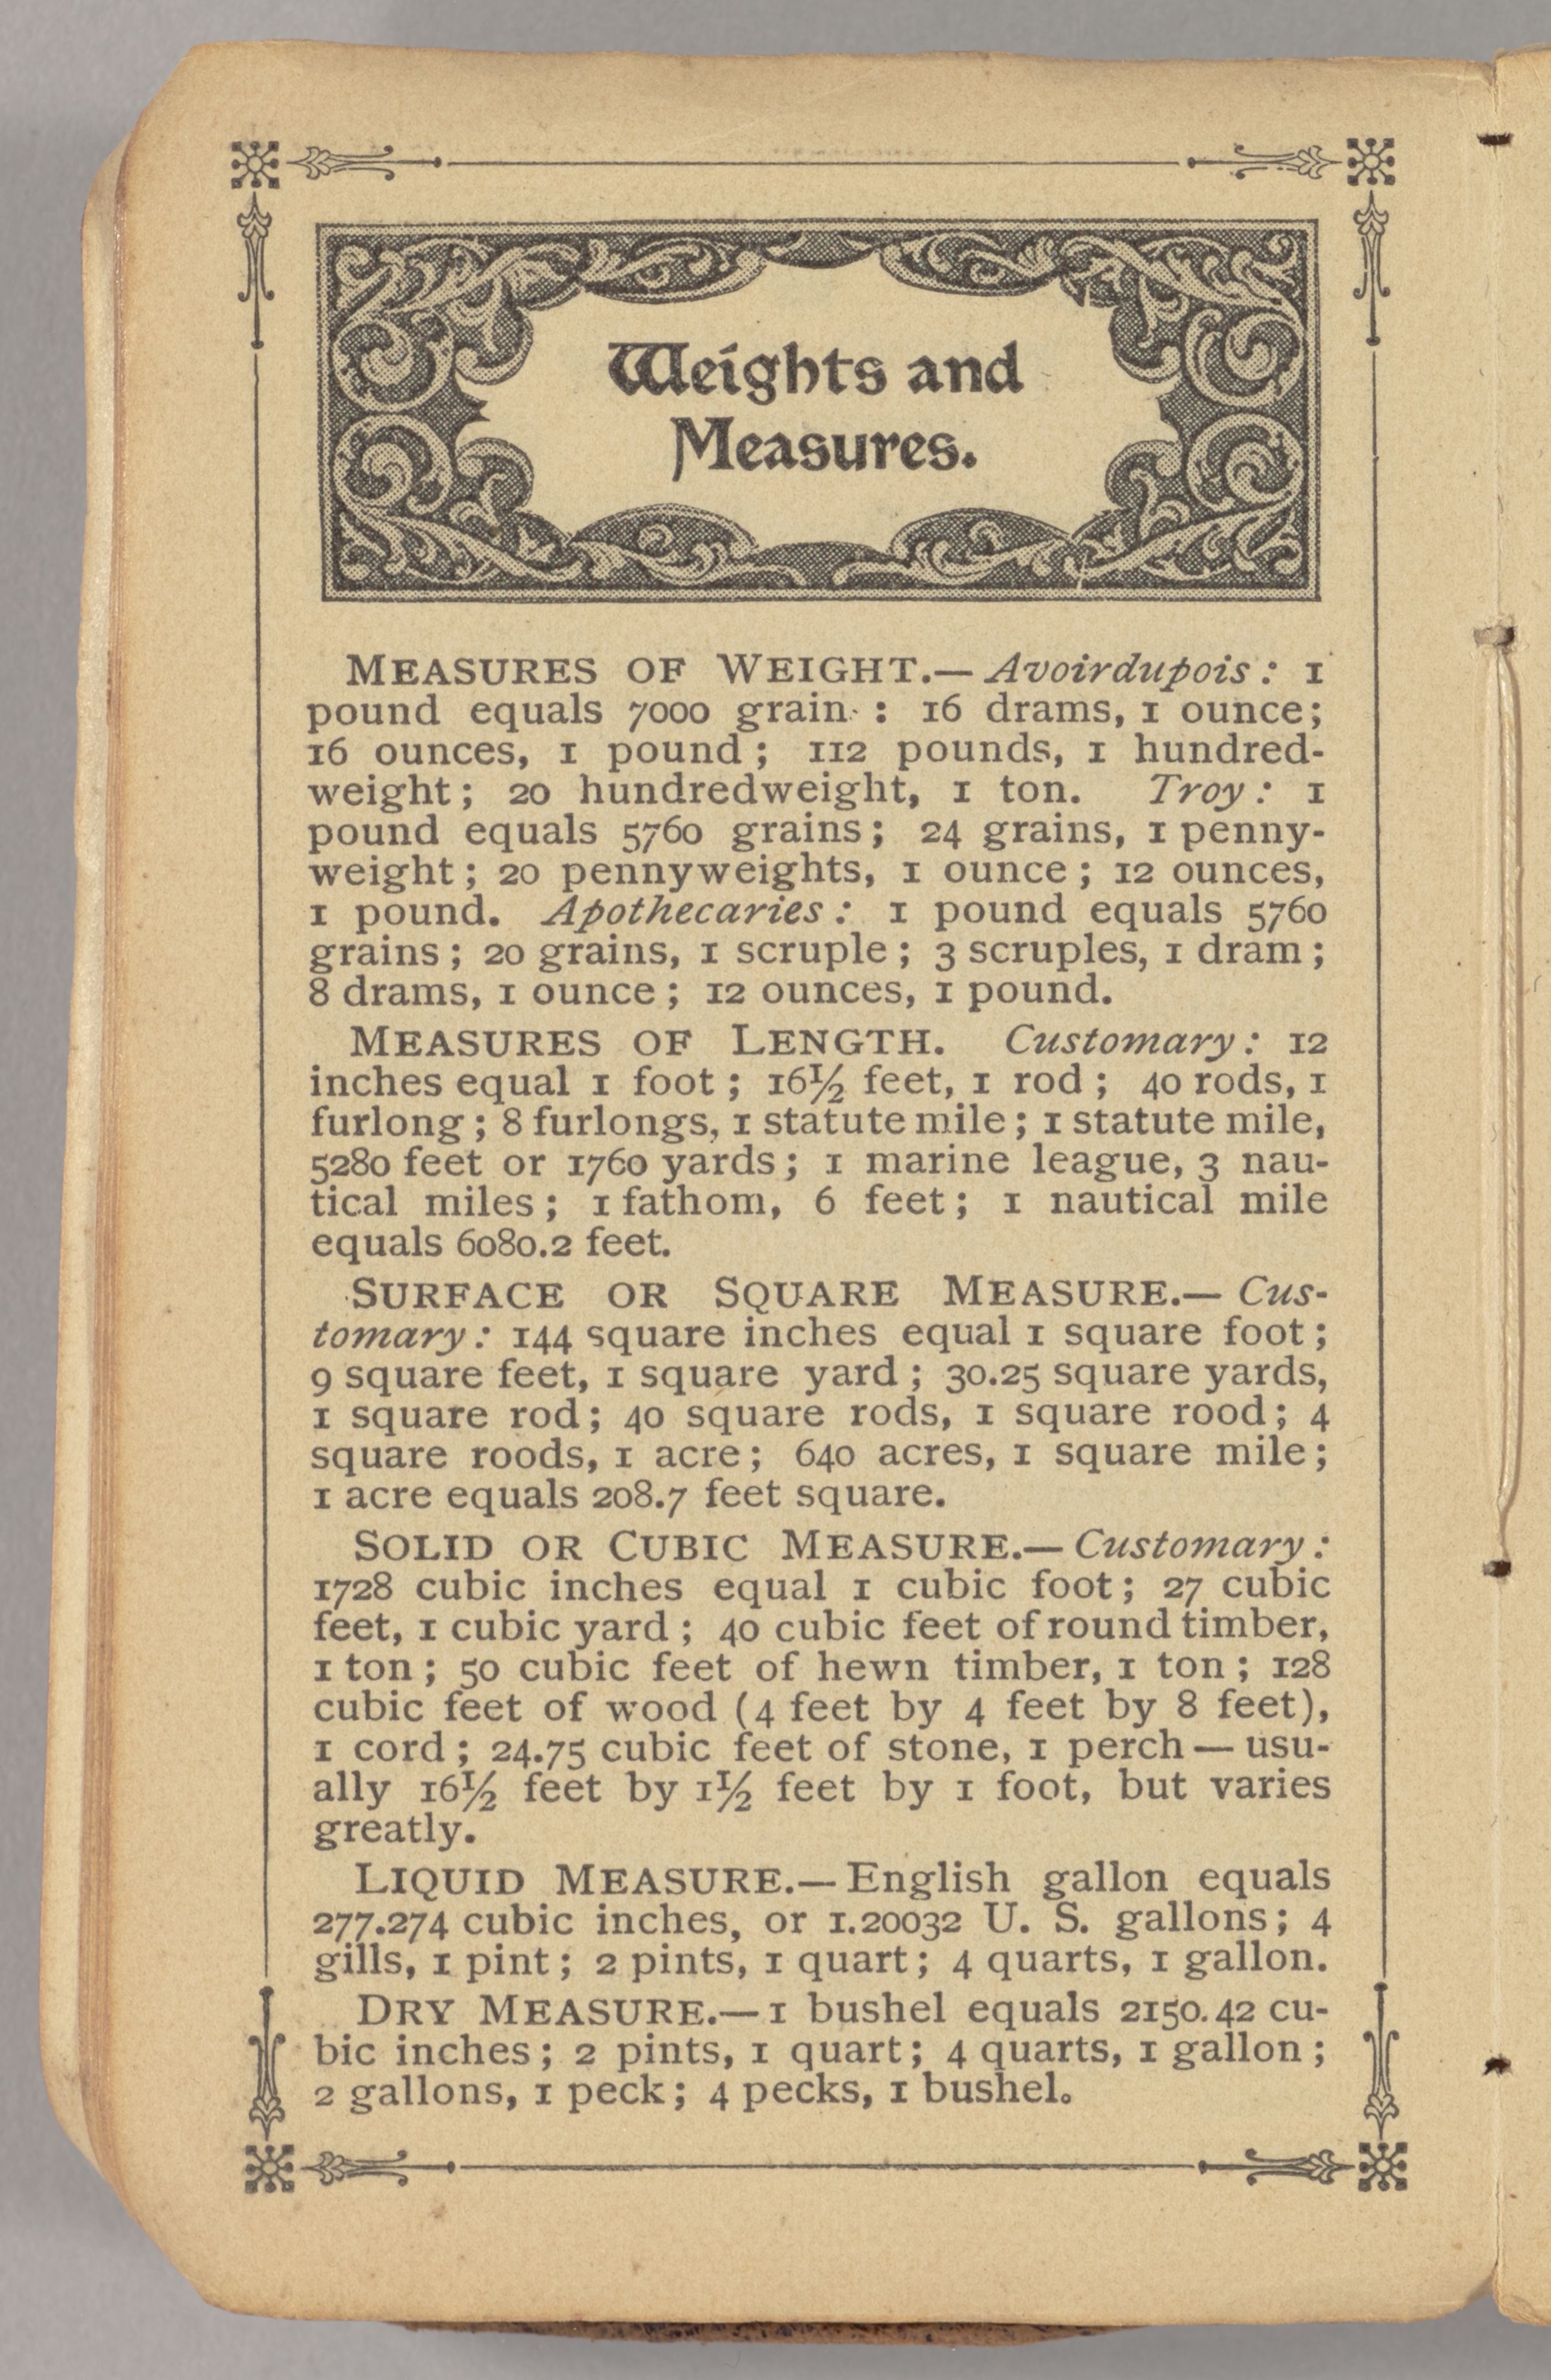 Weights and
Measures.
MEASURES OF WEIGHT.— Avoirdupois: 1
pound equals 7000 grain : 16 drams, 1 ounce;
16 ounces, 1 pound; 112 pounds, 1 hundred-
weight; 20 hundredweight, 1 ton. Troy: 1
pound equals 5760 grains; 24 grains, 1 penny-
weight; 20 pennyweights, 1 ounce; 12 ounces,
1 pound. Apothecaries: 1 pound equals 5760
grains; 20 grains, 1 scruple; 3 scruples, 1 dram;
8 drams, 1 ounce; 12 ounces, 1 pound.
MEASURES OF LENGTH. Customary: 12
inches equal 1 foot; 16½ feet, 1 rod; 40 rods, 1
furlong; 8 furlongs, 1 statute mile; 1 statute mile,
5280 feet or 1760 yards; 1 marine league, 3 nau-
tical miles; 1 fathom, 6 feet; 1 nautical mile
equals 6080.2 feet.
SURFACE OR SQUARE MEASURE.— Cus-
tomary: 144 square inches equal 1 square foot;
9 square feet, 1 square yard; 30.25 square yards,
1 square rod; 40 square rods, 1 square rood; 4
square roods, 1 acre; 640 acres, 1 square mile;
1 acre equals 208.7 feet square.
SOLID OR CUBIC MEASURE.— Customary:
1728 cubic inches equal 1 cubic foot; 27 cubic
feet, 1 cubic yard; 40 cubic feet of round timber,
1 ton; 50 cubic feet of hewn timber, 1 ton; 128
cubic feet of wood (4 feet by 4 feet by 8 feet),
1 cord; 24.75 cubic feet of stone, 1 perch — usu-
ally 16½ feet by 1½ feet by 1 foot, but varies
greatly.
LIQUID MEASURE.— English gallon equals
277.274 cubic inches, or 1.20032 U. S. gallons; 4
gills, 1 pint; 2 pints, 1 quart; 4 quarts, 1 gallon.
DRY MEASURE.—1 bushel equals 2150.42 cu-
bic inches; 2 pints, 1 quart; 4 quarts, 1 gallon;
2 gallons, 1 peck; 4 pecks, 1 bushel.